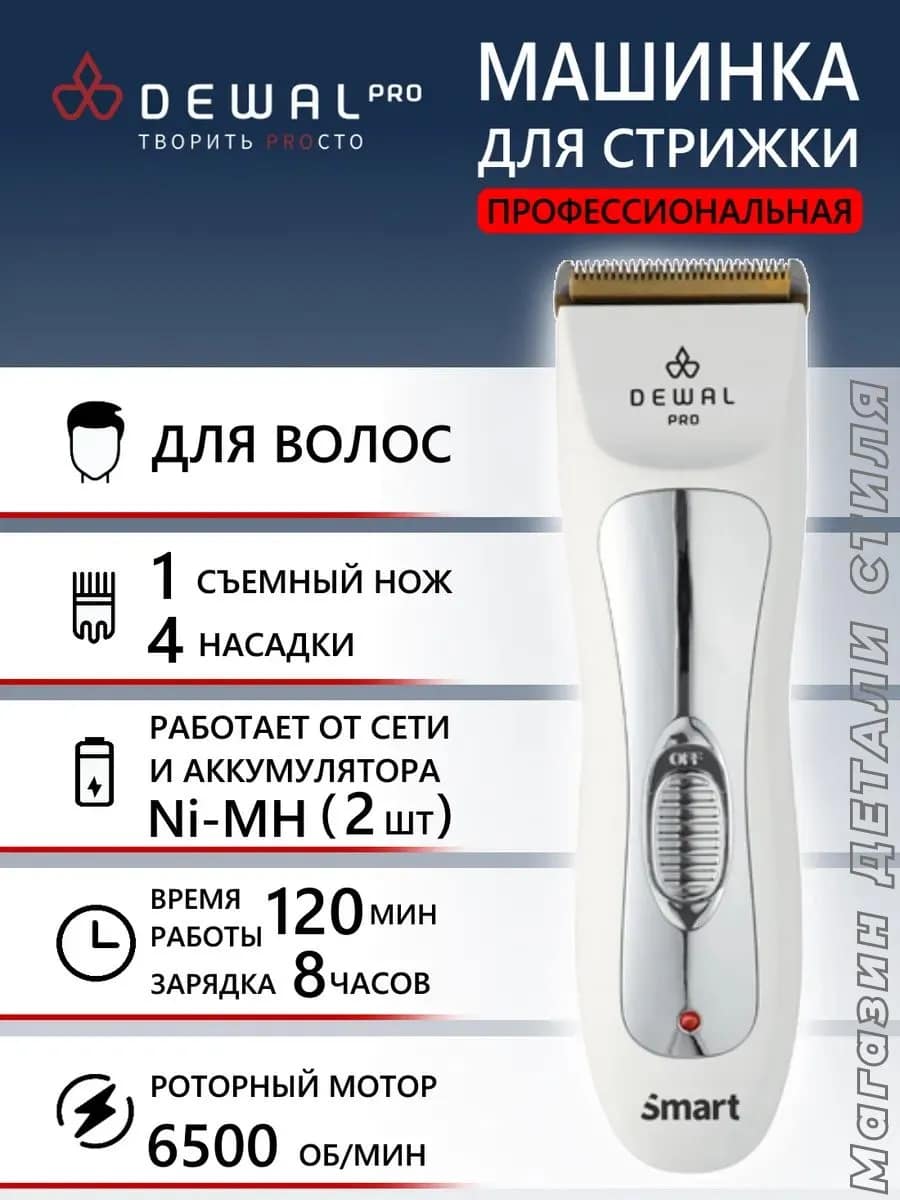 DEWAL PRO
ТВОРИТЬ PROСТО
МАШИНКА
ДЛЯ СТРИЖКИ
ПРОФЕССИОНАЛЬНАЯ
DEWAL
PRO
ДЛЯ ВОЛОС
1 СЪЕМНЫЙ НОЖ
4 НАСАДКИ
РАБОТАЕТ ОТ СЕТИ
И АККУМУЛЯТОРА
Ni-MH (2 ШТ)
OFF
ВРЕМЯ
РАБОТЫ 120 МИН
ЗАРЯДКА 8 ЧАСОВ
РОТОРНЫЙ МОТОР
6500 ОБ/МИН
Smart
Магазин ДЕТАЛИ СТИЛЯ